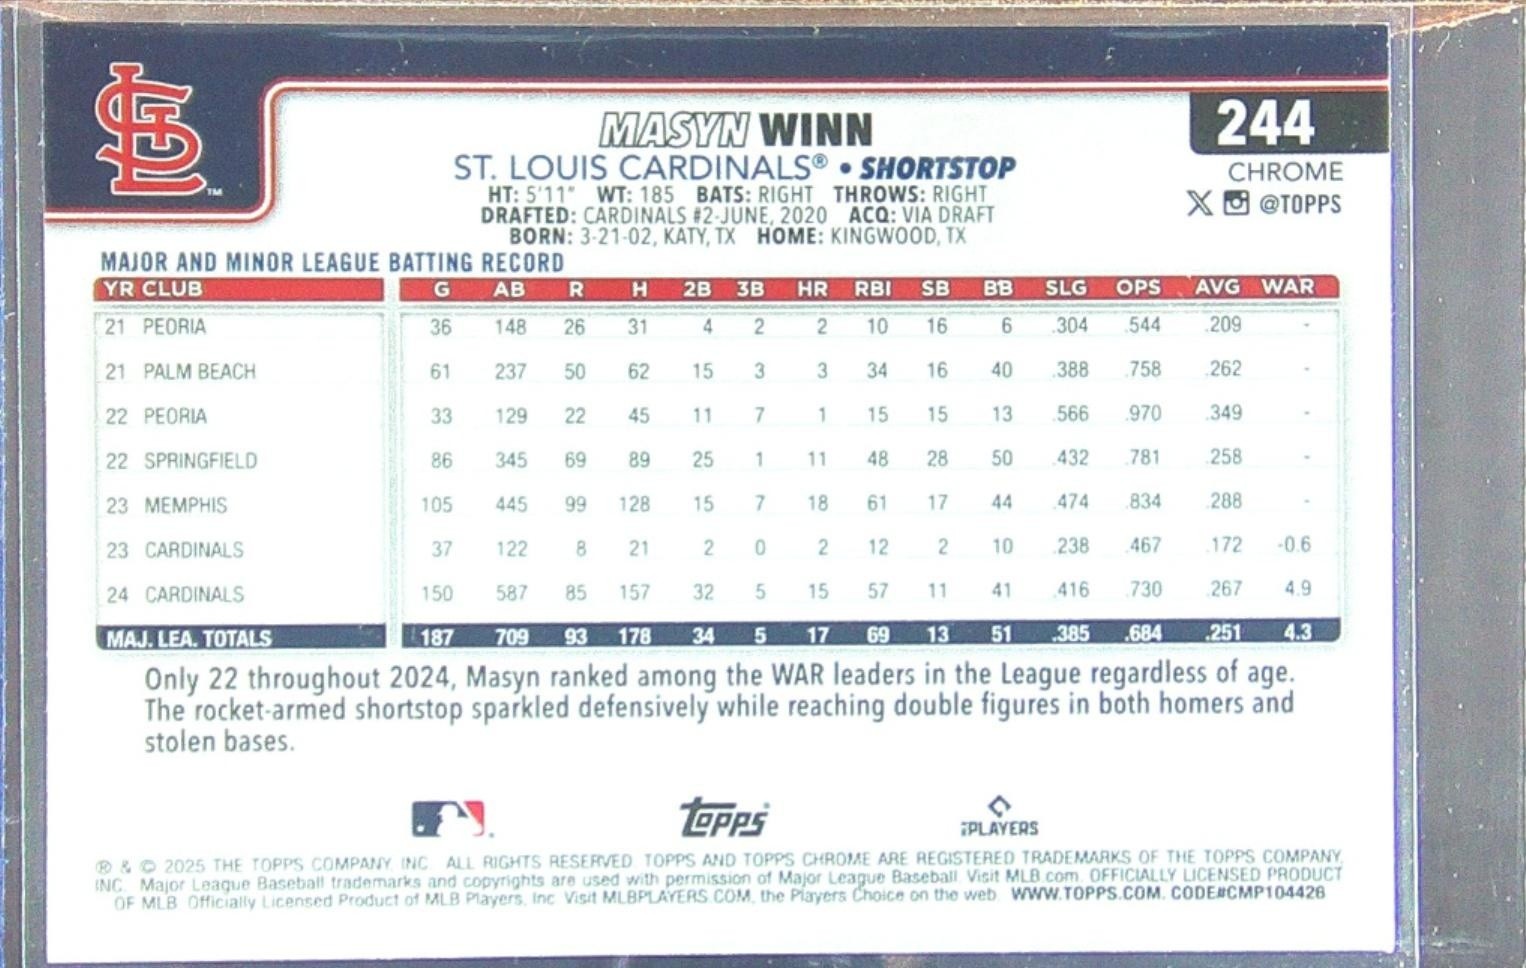 STL
™
MASYN WINN
244
ST. LOUIS CARDINALS® • SHORTSTOP
CHROME
HT: 5'11" WT: 185 BATS: RIGHT THROWS: RIGHT
@TOPPS
DRAFTED: CARDINALS #2-JUNE, 2020 ACQ: VIA DRAFT
BORN: 3-21-02, KATY, TX HOME: KINGWOOD, TX
MAJOR AND MINOR LEAGUE BATTING RECORD
YR CLUB G AB R H 2B 3B HR RBI SB BB SLG OPS AVG WAR
21 PEORIA 36 148 26 31 4 2 2 10 16 6 .304 .544 .209 -
21 PALM BEACH 61 237 50 62 15 3 3 34 16 40 .388 .758 .262 -
22 PEORIA 33 129 22 45 11 7 1 15 15 13 .566 .970 .349 -
22 SPRINGFIELD 86 345 69 89 25 1 11 48 28 50 .432 .781 .258 -
23 MEMPHIS 105 445 99 128 15 7 18 61 17 44 .474 .834 .288 -
23 CARDINALS 37 122 8 21 2 0 2 12 2 10 .238 .467 .172 -0.6
24 CARDINALS 150 587 85 157 32 5 15 57 11 41 .416 .730 .267 4.9
MAJ. LEA. TOTALS 187 709 93 178 34 5 17 69 13 51 .385 .684 .251 4.3
Only 22 throughout 2024, Masyn ranked among the WAR leaders in the League regardless of age.
The rocket-armed shortstop sparkled defensively while reaching double figures in both homers and
stolen bases.
Topps
PLAYERS
® & © 2025 THE TOPPS COMPANY, INC. ALL RIGHTS RESERVED. TOPPS AND TOPPS CHROME ARE REGISTERED TRADEMARKS OF THE TOPPS COMPANY,
INC. Major League Baseball trademarks and copyrights are used with permission of Major League Baseball. Visit MLB.com. OFFICIALLY LICENSED PRODUCT
OF MLB. Officially Licensed Product of MLB Players, Inc. Visit MLBPLAYERS.COM, the Players Choice on the web. WWW.TOPPS.COM. CODE#CMP104426